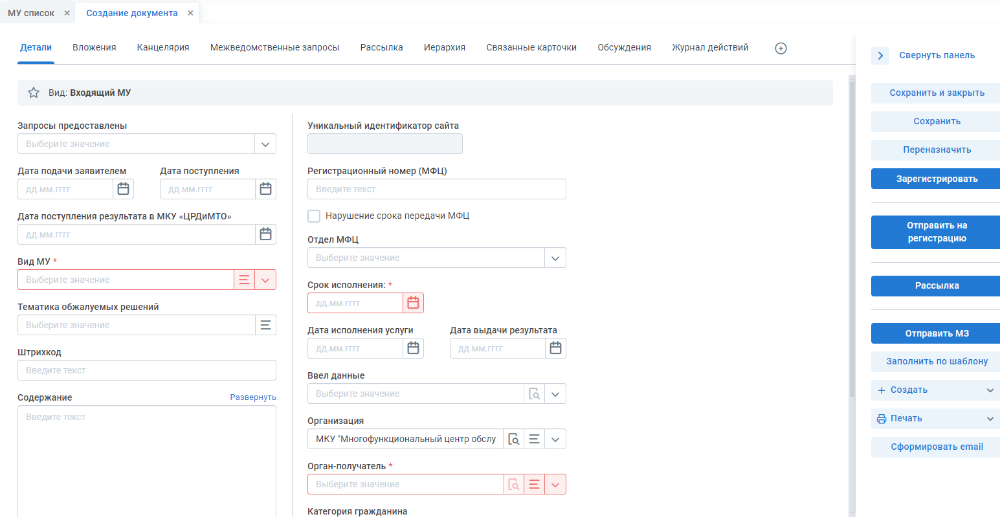 МУ список
Создание документа
Детали
Вложения
Канцелярия
Межведомственные запросы
Рассылка
Иерархия
Связанные карточки
Обсуждения
Журнал действий
Вид: Входящий МУ
Запросы предоставлены
Выберите значение
Дата подачи заявителем
дд.мм.гггг
Дата поступления
дд.мм.гггг
Дата поступления результата в МКУ «ЦРДиМТО»
дд.мм.гггг
Вид МУ *
Выберите значение
Тематика обжалуемых решений
Выберите значение
Штрихкод
Введите текст
Содержание
Развернуть
Введите текст
Уникальный идентификатор сайта
Регистрационный номер (МФЦ)
Введите текст
Нарушение срока передачи МФЦ
Отдел МФЦ
Выберите значение
Срок исполнения: *
дд.мм.гггг
Дата исполнения услуги
дд.мм.гггг
Дата выдачи результата
дд.мм.гггг
Ввел данные
Выберите значение
Организация
МКУ "Многофункциональный центр обслу
Орган-получатель *
Выберите значение
Категория гражданина
Свернуть панель
Сохранить и закрыть
Сохранить
Переназначить
Зарегистрировать
Отправить на
регистрацию
Рассылка
Отправить МЗ
Заполнить по шаблону
Создать
Печать
Сформировать email